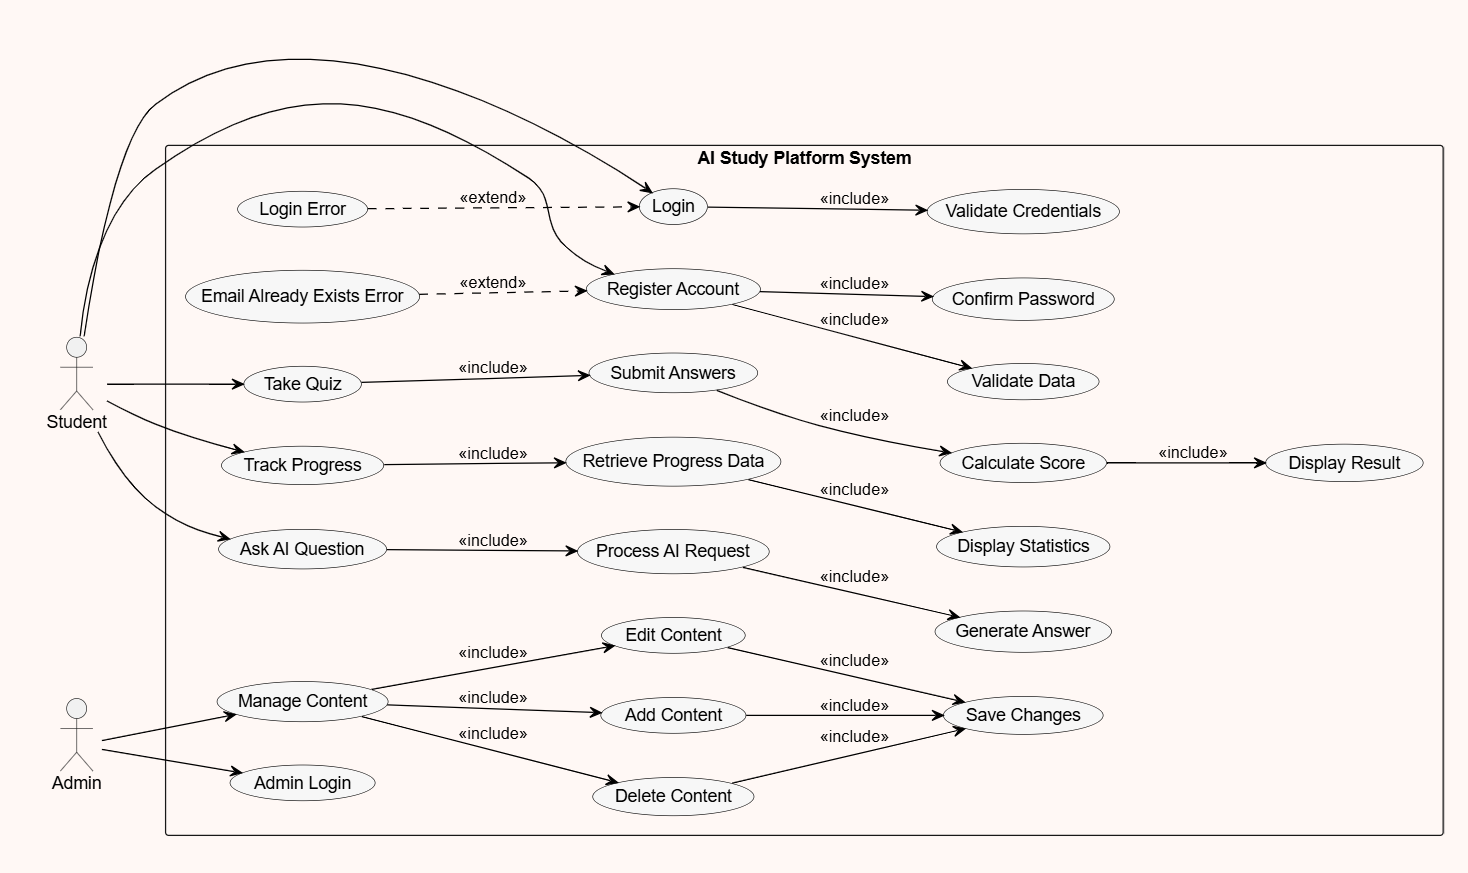 AI Study Platform System
Login Error
«extend»
Login
«include»
Validate Credentials
Email Already Exists Error
«extend»
Register Account
«include»
Confirm Password
«include»
Validate Data
Student
Take Quiz
«include»
Submit Answers
«include»
Calculate Score
«include»
Display Result
Track Progress
«include»
Retrieve Progress Data
«include»
Display Statistics
Ask AI Question
«include»
Process AI Request
«include»
Generate Answer
Admin
Manage Content
«include»
Edit Content
«include»
«include»
Add Content
«include»
Save Changes
«include»
Delete Content
«include»
Admin Login